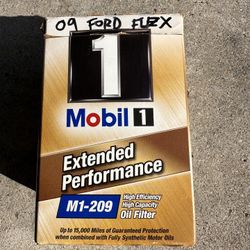 09 FORD FLEX
1
Mobil 1
Extended
Performance
M1-209
High Efficiency
High Capacity
Oil Filter
Up to 15,000 Miles of Guaranteed Protection
when combined with Fully Synthetic Motor Oils